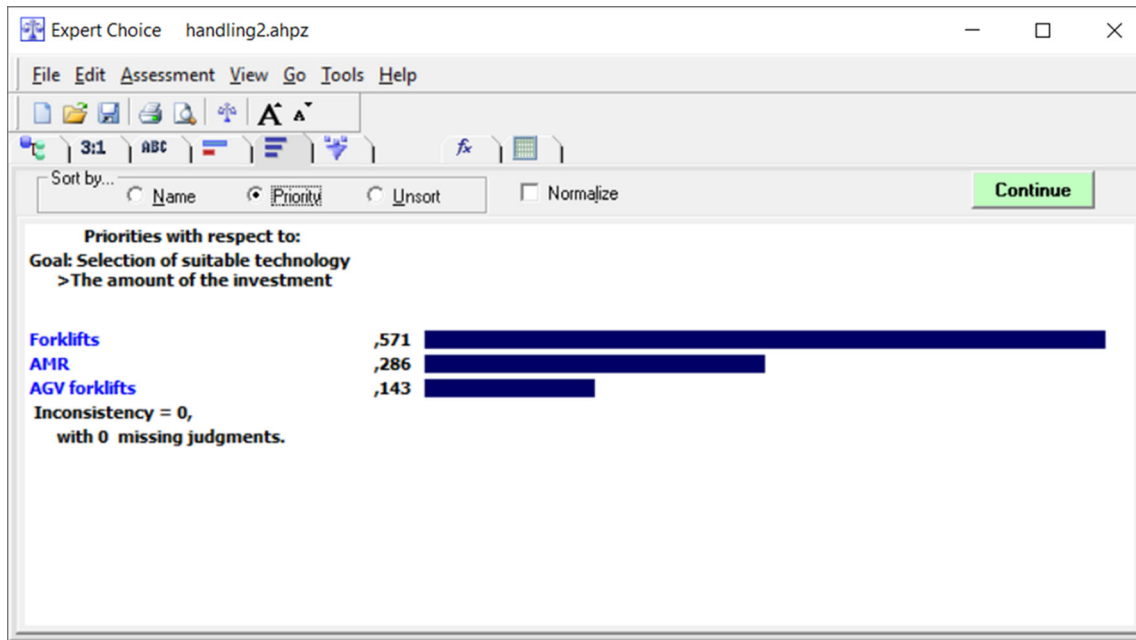 Expert Choice handling2.ahpz
File Edit Assessment View Go Tools Help
A A
3:1 ABC fx
Sort by... Name Priority Unsort Normalize Continue
Priorities with respect to:
Goal: Selection of suitable technology
>The amount of the investment
Forklifts ,571
AMR ,286
AGV forklifts ,143
Inconsistency = 0,
with 0 missing judgments.